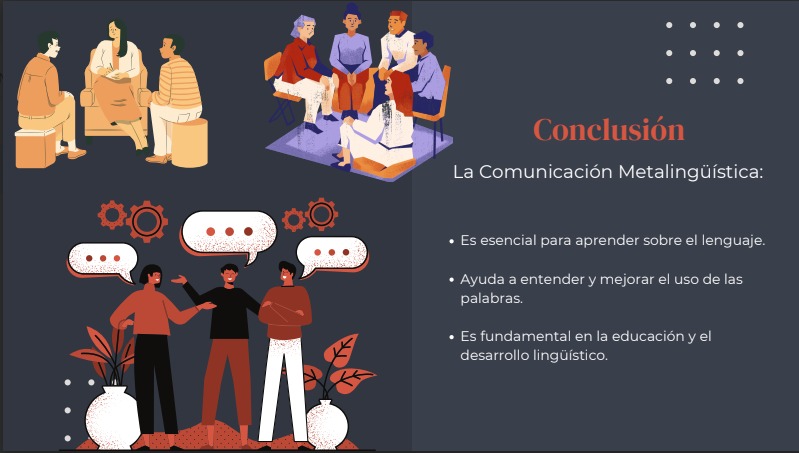 Conclusión
La Comunicación Metalingüística:
• Es esencial para aprender sobre el lenguaje.
• Ayuda a entender y mejorar el uso de las
palabras.
• Es fundamental en la educación y el
desarrollo lingüístico.